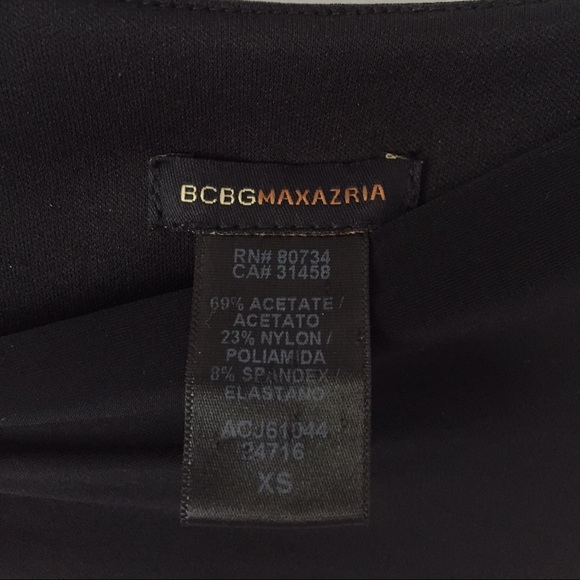 BCBGMAXAZRIA
RN# 80734
CA# 31458
69% ACETATE /
ACETATO
23% NYLON /
POLIAMIDA
8% SPANDEX /
ELASTANO
ACJ61044
24716
XS